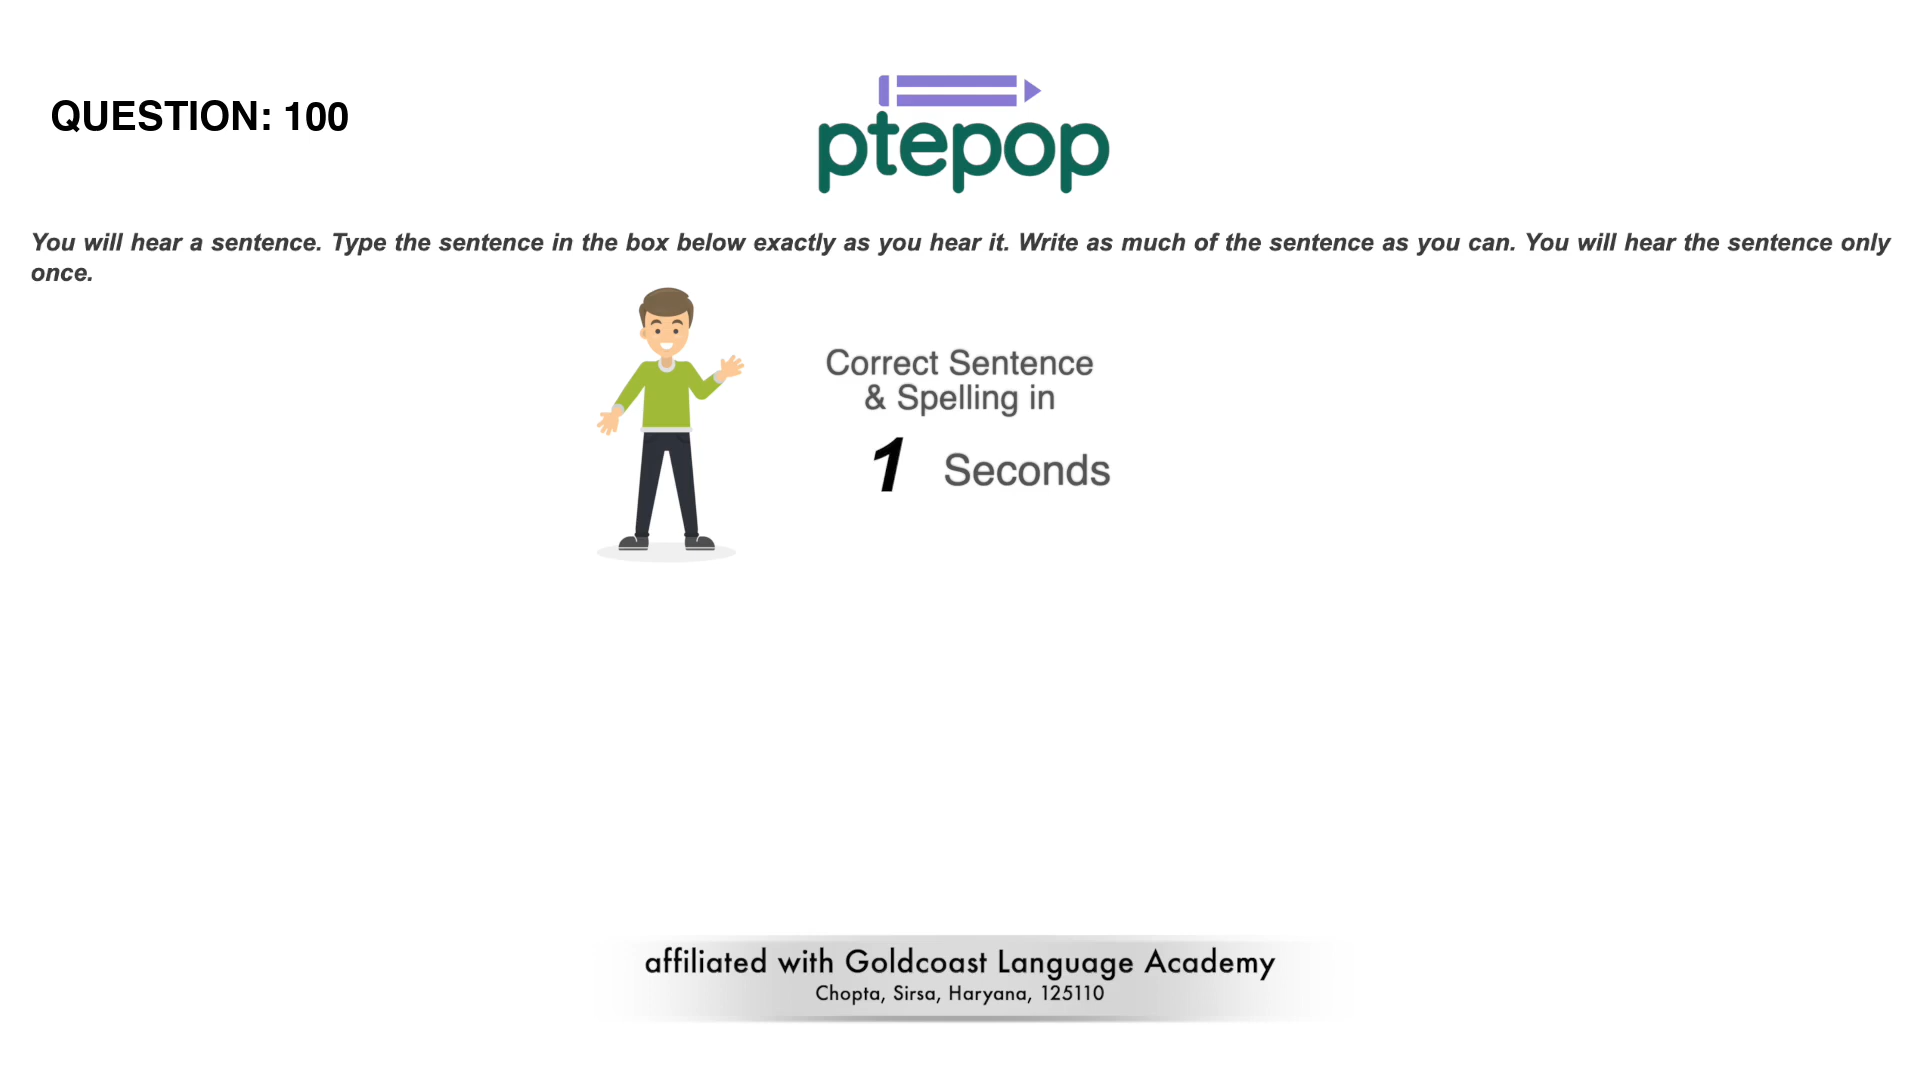 QUESTION: 100
ptepop
You will hear a sentence. Type the sentence in the box below exactly as you hear it. Write as much of the sentence as you can. You will hear the sentence only
once.
Correct Sentence
& Spelling in
1 Seconds
affiliated with Goldcoast Language Academy
Chopta, Sirsa, Haryana, 125110